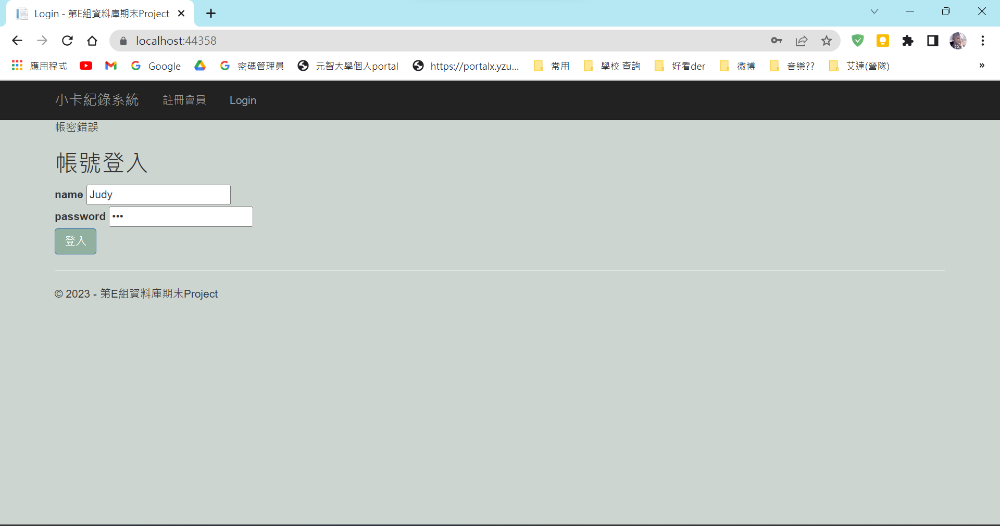 Login - 第E組資料庫期末Project
localhost:44358
應用程式 Google 密碼管理員 元智大學個人portal https://portalx.yzu... 常用 學校 查詢 好看der 微博 音樂?? 艾達(營隊) »
小卡紀錄系統 註冊會員 Login
帳密錯誤
帳號登入
name Judy
password •••
登入
© 2023 - 第E組資料庫期末Project